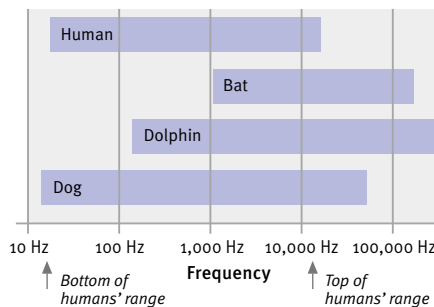 Human
Bat
Dolphin
Dog
10 Hz 100 Hz 1,000 Hz 10,000 Hz 100,000 Hz
Frequency
Bottom of
humans' range
Top of
humans' range